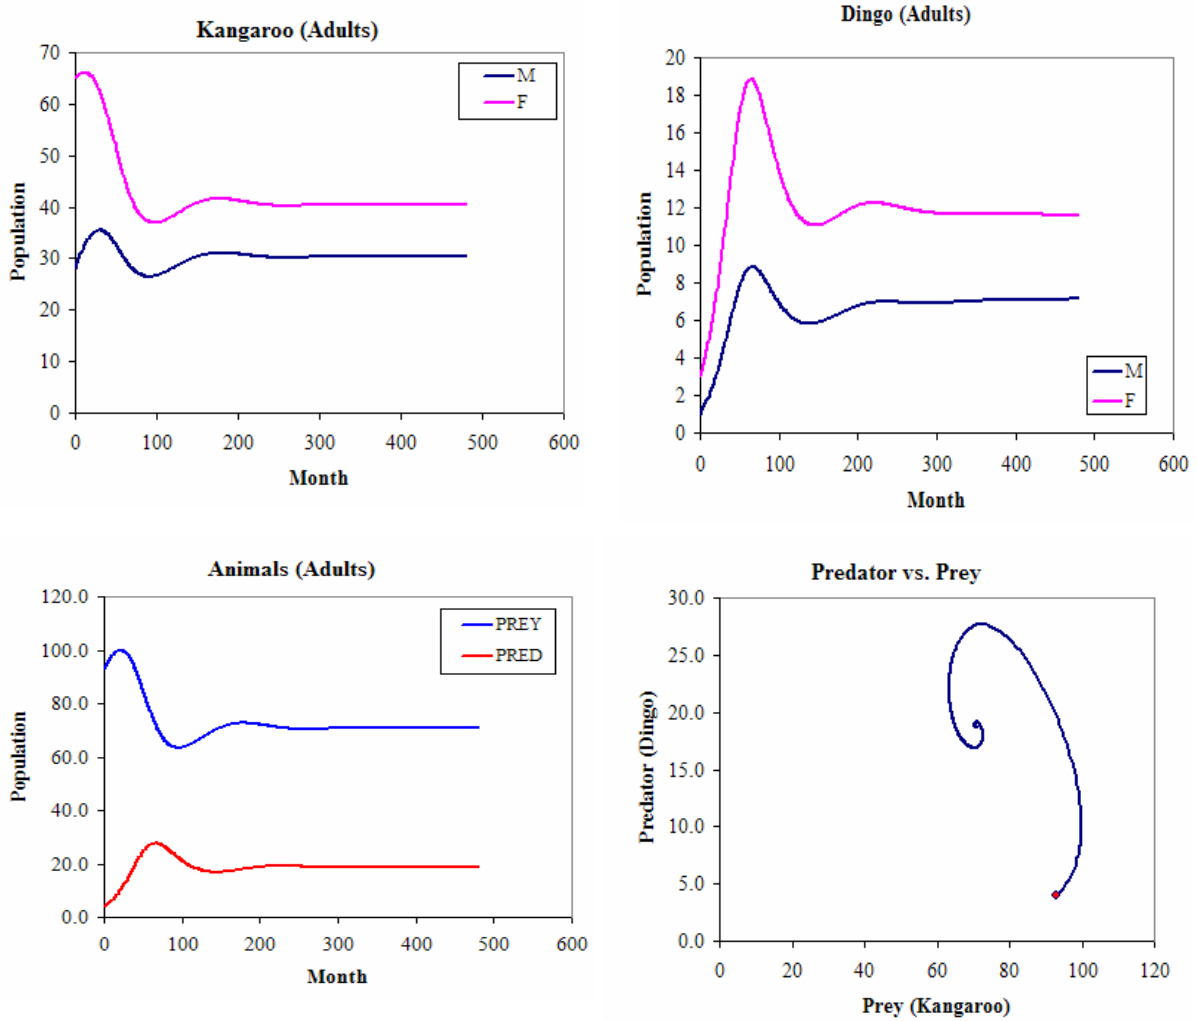 Kangaroo (Adults)
70
60
50
40
30
20
10
0
Population
M
F
0 100 200 300 400 500 600
Month
Dingo (Adults)
20
18
16
14
12
10
8
6
4
2
0
Population
M
F
0 100 200 300 400 500 600
Month
Animals (Adults)
120.0
100.0
80.0
60.0
40.0
20.0
0.0
Population
PREY
PRED
0 100 200 300 400 500 600
Month
Predator vs. Prey
30.0
25.0
20.0
15.0
10.0
5.0
0.0
Predator (Dingo)
0 20 40 60 80 100 120
Prey (Kangaroo)